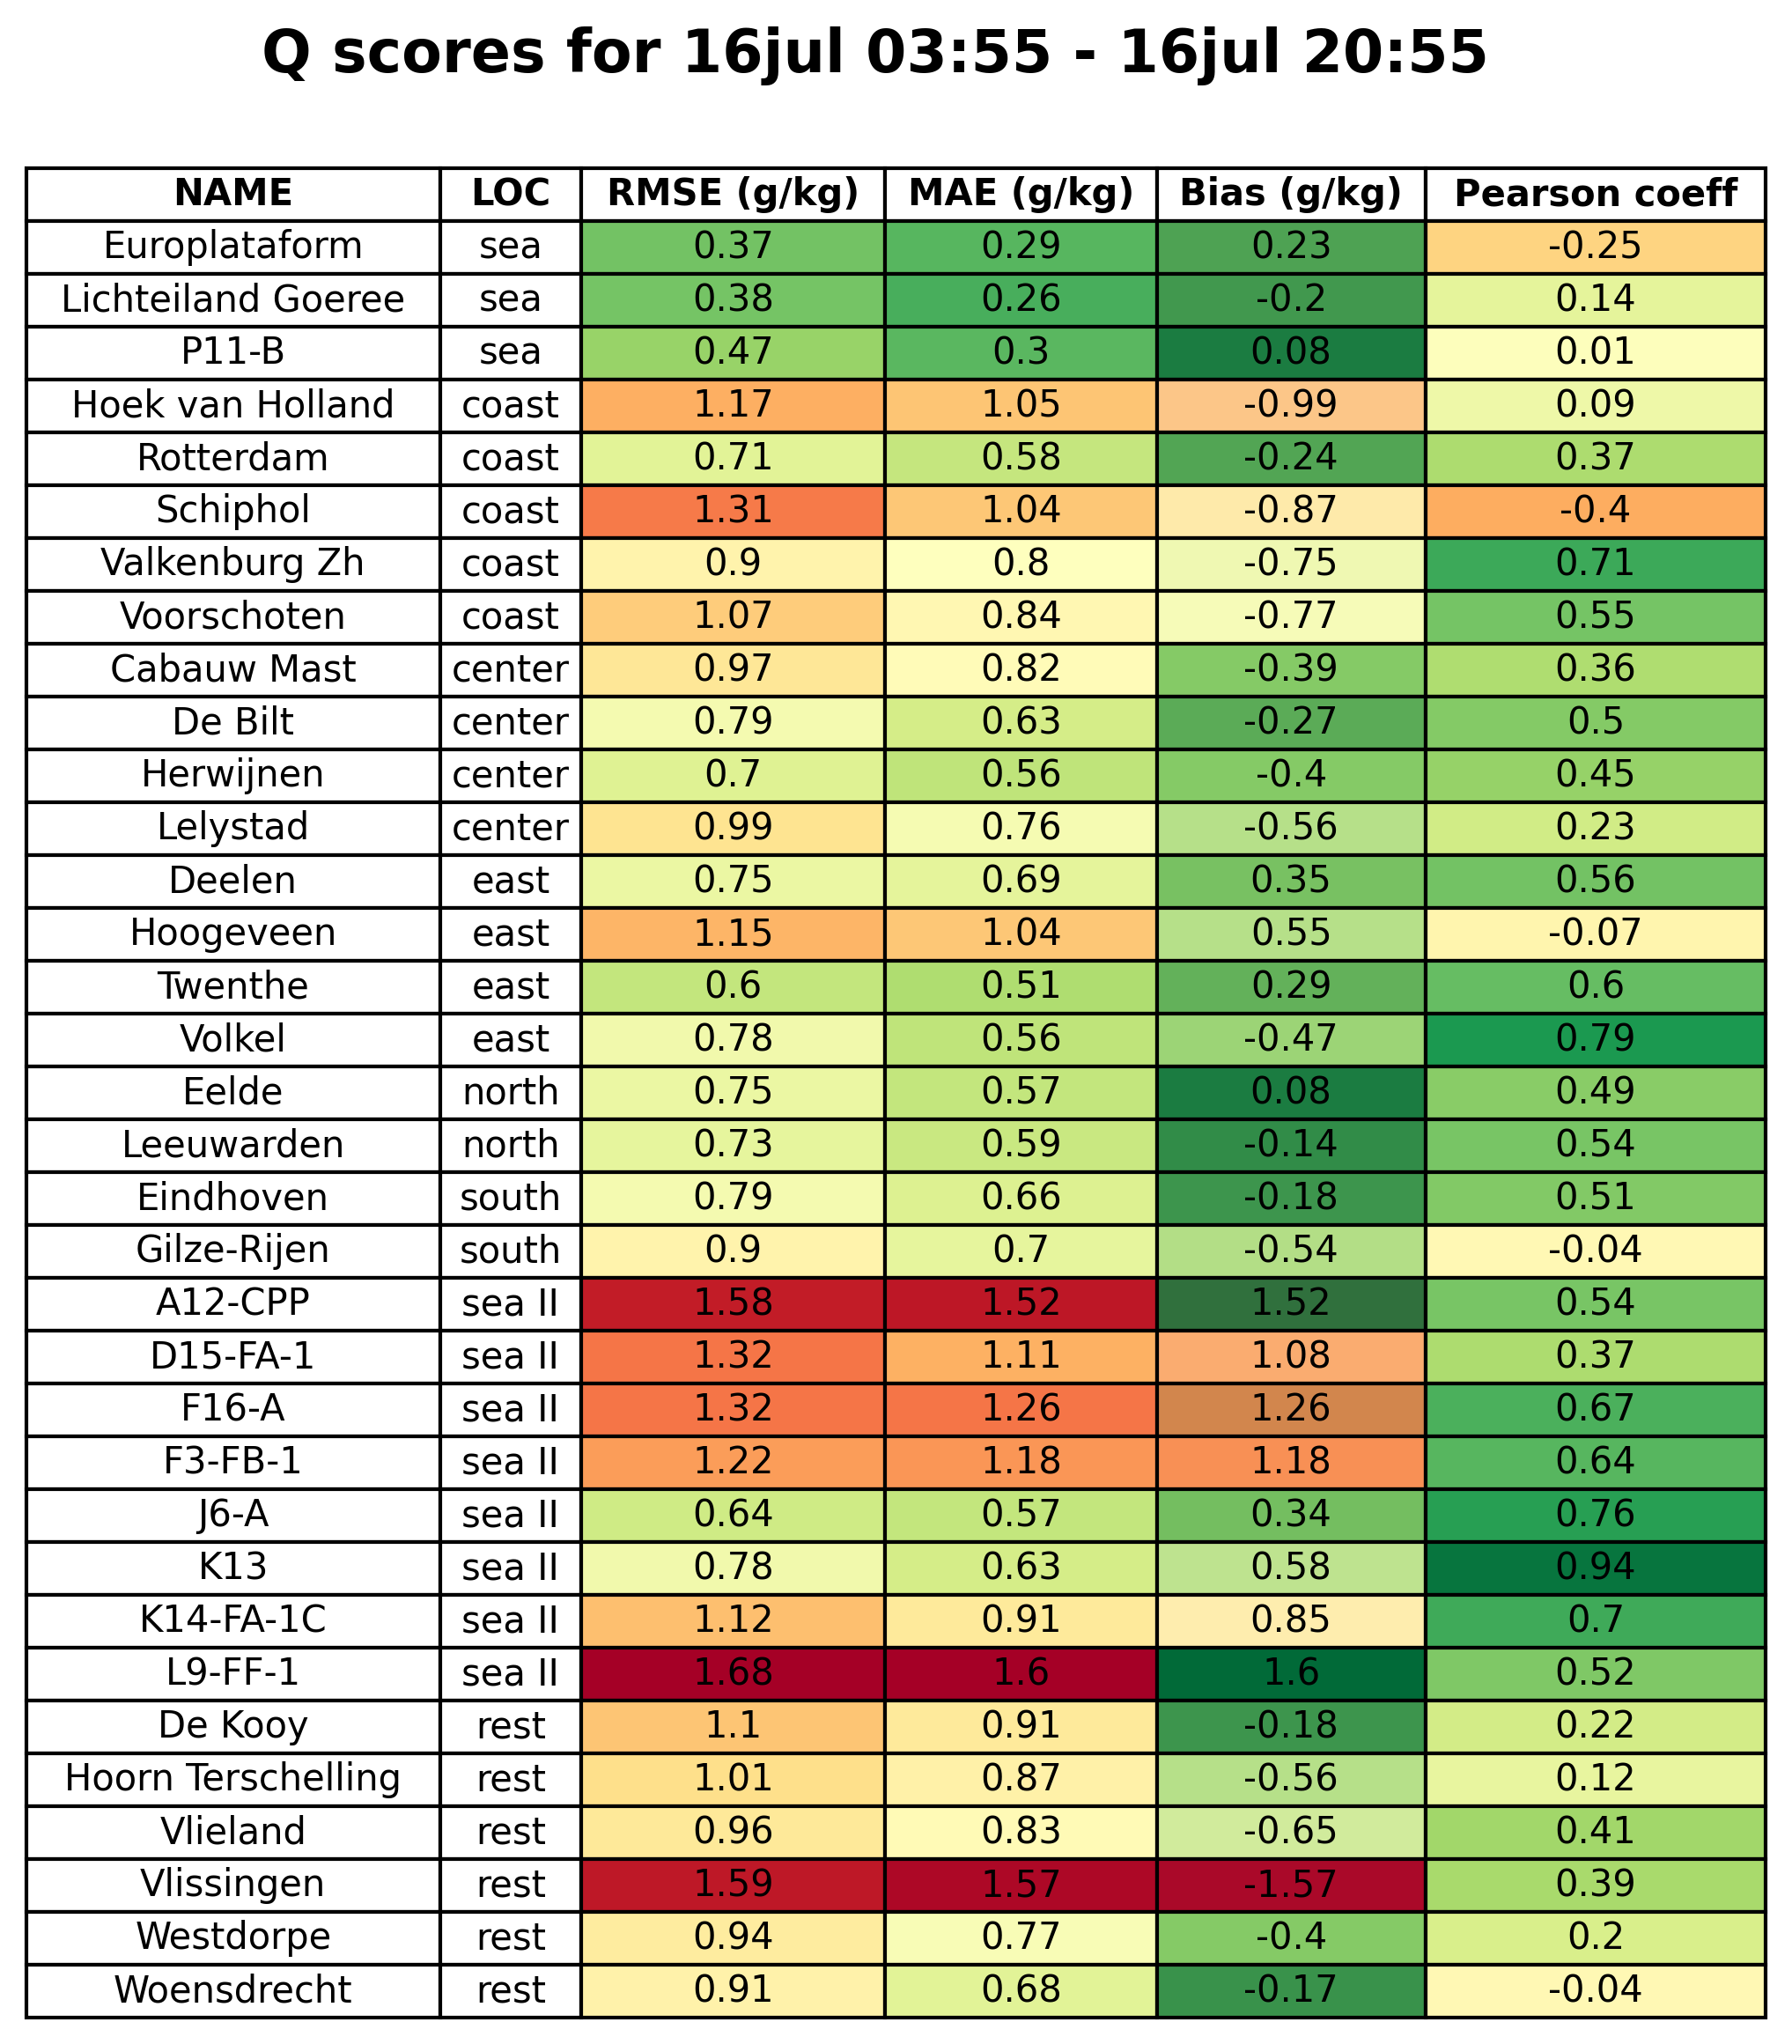 Q scores for 16jul 03:55 - 16jul 20:55
NAME LOC RMSE (g/kg) MAE (g/kg) Bias (g/kg) Pearson coeff
Europlataform sea 0.37 0.29 0.23 -0.25
Lichteiland Goeree sea 0.38 0.26 -0.2 0.14
P11-B sea 0.47 0.3 0.08 0.01
Hoek van Holland coast 1.17 1.05 -0.99 0.09
Rotterdam coast 0.71 0.58 -0.24 0.37
Schiphol coast 1.31 1.04 -0.87 -0.4
Valkenburg Zh coast 0.9 0.8 -0.75 0.71
Voorschoten coast 1.07 0.84 -0.77 0.55
Cabauw Mast center 0.97 0.82 -0.39 0.36
De Bilt center 0.79 0.63 -0.27 0.5
Herwijnen center 0.7 0.56 -0.4 0.45
Lelystad center 0.99 0.76 -0.56 0.23
Deelen east 0.75 0.69 0.35 0.56
Hoogeveen east 1.15 1.04 0.55 -0.07
Twenthe east 0.6 0.51 0.29 0.6
Volkel east 0.78 0.56 -0.47 0.79
Eelde north 0.75 0.57 0.08 0.49
Leeuwarden north 0.73 0.59 -0.14 0.54
Eindhoven south 0.79 0.66 -0.18 0.51
Gilze-Rijen south 0.9 0.7 -0.54 -0.04
A12-CPP sea II 1.58 1.52 1.52 0.54
D15-FA-1 sea II 1.32 1.11 1.08 0.37
F16-A sea II 1.32 1.26 1.26 0.67
F3-FB-1 sea II 1.22 1.18 1.18 0.64
J6-A sea II 0.64 0.57 0.34 0.76
K13 sea II 0.78 0.63 0.58 0.94
K14-FA-1C sea II 1.12 0.91 0.85 0.7
L9-FF-1 sea II 1.68 1.6 1.6 0.52
De Kooy rest 1.1 0.91 -0.18 0.22
Hoorn Terschelling rest 1.01 0.87 -0.56 0.12
Vlieland rest 0.96 0.83 -0.65 0.41
Vlissingen rest 1.59 1.57 -1.57 0.39
Westdorpe rest 0.94 0.77 -0.4 0.2
Woensdrecht rest 0.91 0.68 -0.17 -0.04